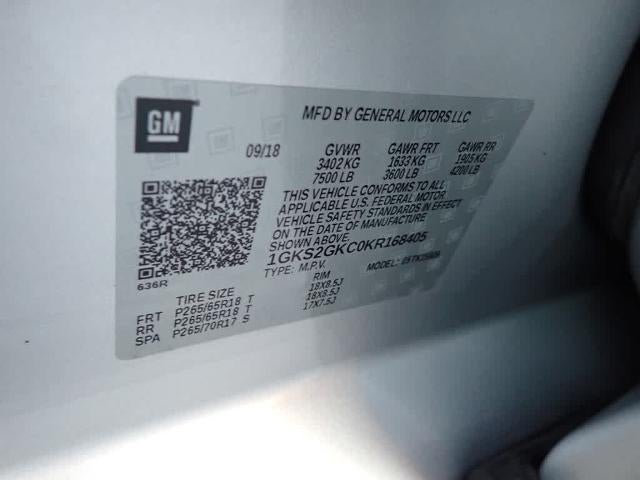 GM
MFD BY GENERAL MOTORS LLC
09/18 GVWR GAWR FRT GAWR RR
3402 KG 1633 KG 1905 KG
7500 LB 3600 LB 4200 LB
THIS VEHICLE CONFORMS TO ALL
APPLICABLE U.S. FEDERAL MOTOR
VEHICLE SAFETY STANDARDS IN EFFECT
ON THE DATE OF MANUFACTURE
SHOWN ABOVE.
1GKS2GKC0KR168405
636R TYPE: M.P.V. MODEL:
TIRE SIZE RIM
FRT P265/65R18 T 18X8.5J
RR P265/65R18 T 18X8.5J
SPA P265/70R17 S 17X7.5J